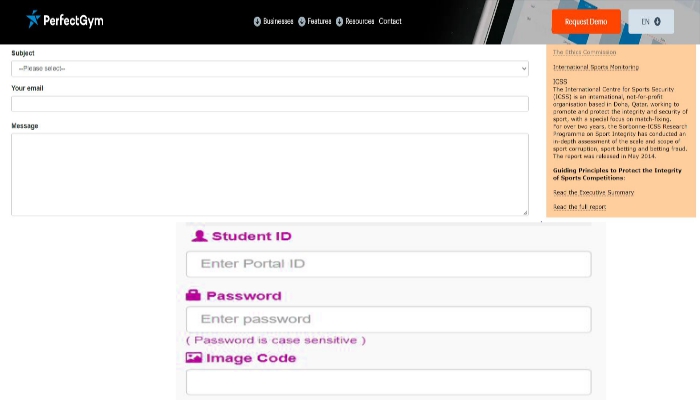 PerfectGym
Businesses Features Resources Contact
Request Demo
EN
Subject
--Please select--
Your email
Message
The Ethics Commission
International Sports Monitoring
ICSS
The International Centre for Sports Security
(ICSS) is an international, not-for-profit
organisation based in Doha, Qatar, working to
promote and protect the integrity and security of
sport, with a special focus on match-fixing.
For over two years, the Sorbonne-ICSS Research
Programme on Sport Integrity has conducted an
in-depth assessment of the scale and scope of
sport corruption, sport betting and betting fraud.
The report was released in May 2014.
Guiding Principles to Protect the Integrity
of Sports Competitions:
Read the Executive Summary
Read the full report
Student ID
Enter Portal ID
Password
Enter password
( Password is case sensitive )
Image Code